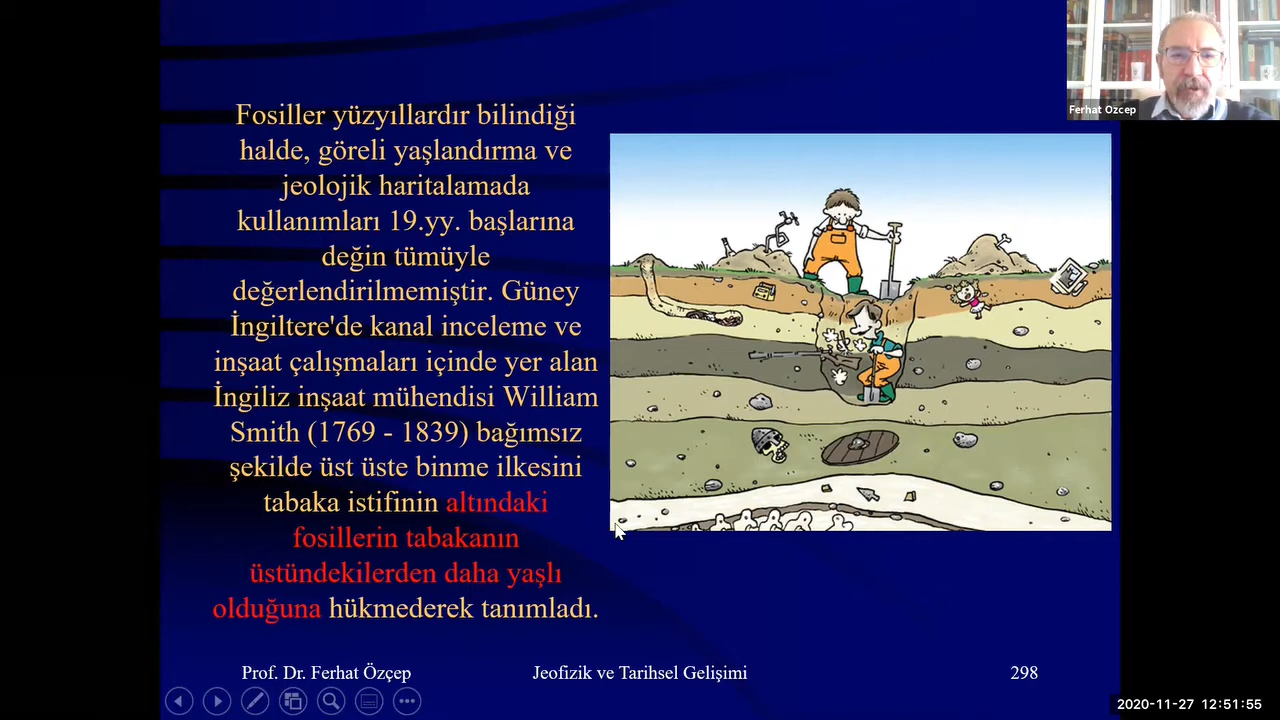 Ferhat Ozcep
Fosiller yüzyıllardır bilindiği
halde, göreli yaşlandırma ve
jeolojik haritalamada
kullanımları 19.yy. başlarına
değin tümüyle
değerlendirilmemiştir. Güney
İngiltere'de kanal inceleme ve
inşaat çalışmaları içinde yer alan
İngiliz inşaat mühendisi William
Smith (1769 - 1839) bağımsız
şekilde üst üste binme ilkesini
tabaka istifinin altındaki
fosillerin tabakanın
üstündekilerden daha yaşlı
olduğuna hükmederek tanımladı.
Prof. Dr. Ferhat Özçep
Jeofizik ve Tarihsel Gelişimi
298
2020-11-27 12:51:55